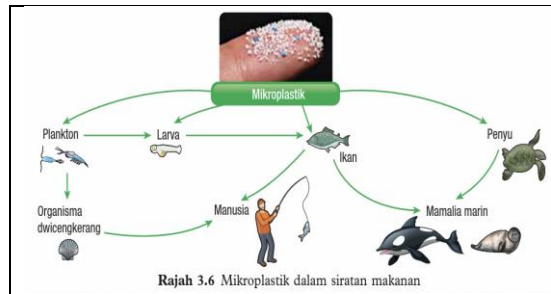 Mikroplastik
Plankton
Larva
Ikan
Penyu
Organisma
dwicengkerang
Manusia
Mamalia marin
Rajah 3.6 Mikroplastik dalam siratan makanan